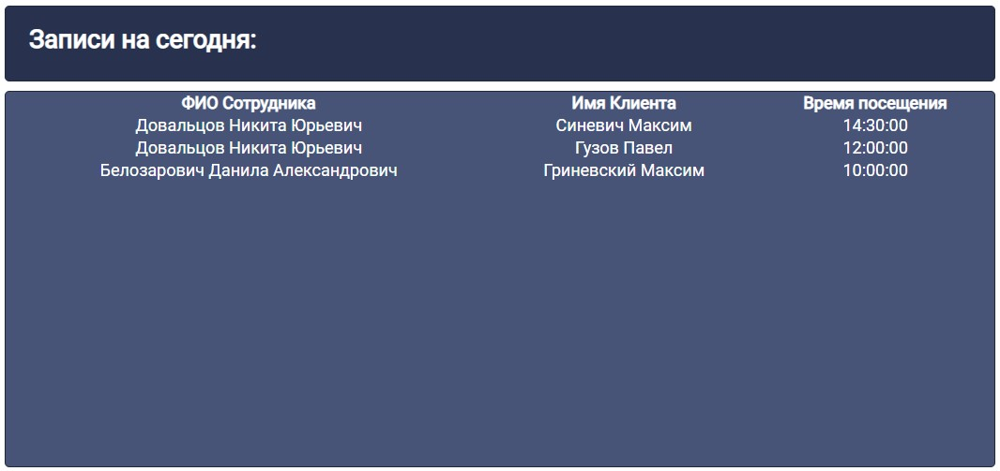 Записи на сегодня:
ФИО Сотрудника Имя Клиента Время посещения
Довальцов Никита Юрьевич Синевич Максим 14:30:00
Довальцов Никита Юрьевич Гузов Павел 12:00:00
Белозарович Данила Александрович Гриневский Максим 10:00:00